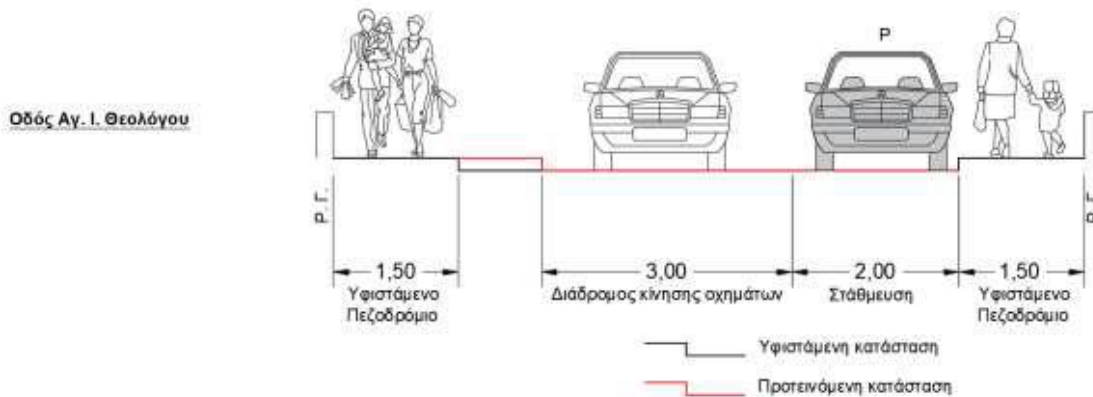 P
Οδός Αγ. Ι. Θεολόγου
Ρ. Γ.
Ρ. Γ.
1,50
3,00
2,00
1,50
Υφιστάμενο
Πεζοδρόμιο
Διάδρομος κίνησης οχημάτων
Στάθμευση
Υφιστάμενο
Πεζοδρόμιο
Υφιστάμενη κατάσταση
Προτεινόμενη κατάσταση